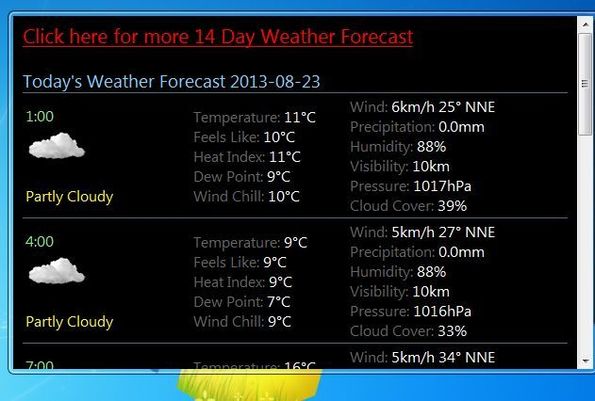 Click here for more 14 Day Weather Forecast
Today's Weather Forecast 2013-08-23
1:00
Partly Cloudy
Temperature: 11°C
Feels Like: 10°C
Heat Index: 11°C
Dew Point: 9°C
Wind Chill: 10°C
Wind: 6km/h 25° NNE
Precipitation: 0.0mm
Humidity: 88%
Visibility: 10km
Pressure: 1017hPa
Cloud Cover: 39%
4:00
Partly Cloudy
Temperature: 9°C
Feels Like: 9°C
Heat Index: 9°C
Dew Point: 7°C
Wind Chill: 9°C
Wind: 5km/h 27° NNE
Precipitation: 0.0mm
Humidity: 88%
Visibility: 10km
Pressure: 1016hPa
Cloud Cover: 33%
7:00
Temperature: 16°C
Wind: 5km/h 34° NNE